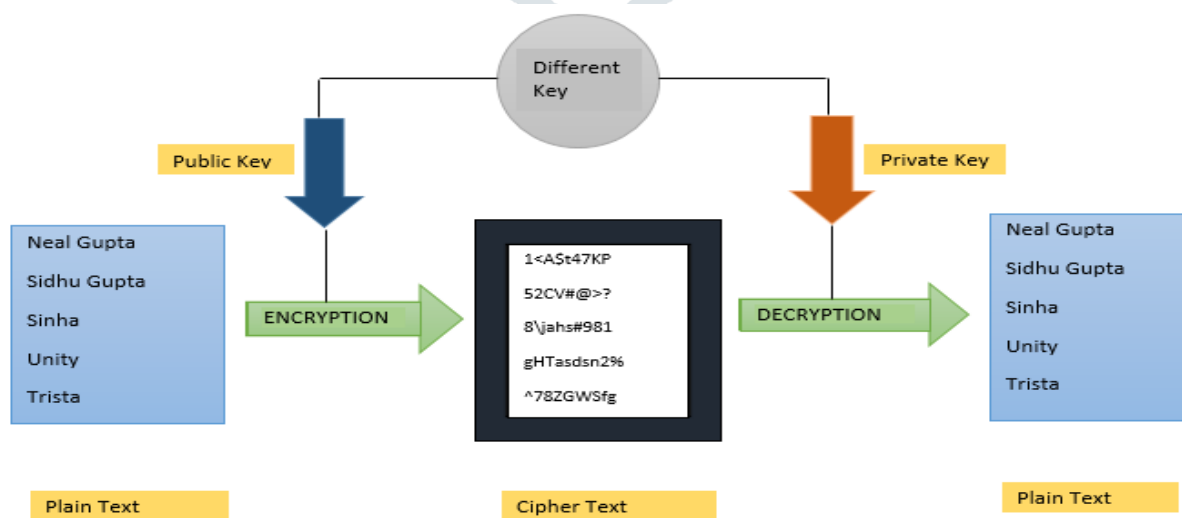 Different
Key
Public Key
Private Key
Neal Gupta
Sidhu Gupta
Sinha
Unity
Trista
ENCRYPTION
1<A$t47KP
52CV#@>?
8\jahs#981
gHTasdsn2%
^78ZGWSfg
DECRYPTION
Neal Gupta
Sidhu Gupta
Sinha
Unity
Trista
Plain Text
Cipher Text
Plain Text